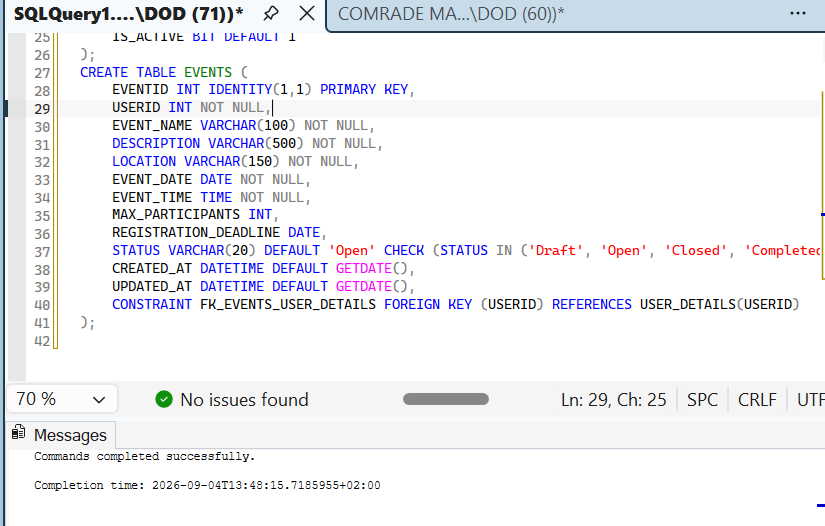 SQLQuery1....\DOD (71))*
COMRADE MA...\DOD (60))*
25 IS_ACTIVE BIT DEFAULT 1
26 );
27 CREATE TABLE EVENTS (
28 EVENTID INT IDENTITY(1,1) PRIMARY KEY,
29 USERID INT NOT NULL,
30 EVENT_NAME VARCHAR(100) NOT NULL,
31 DESCRIPTION VARCHAR(500) NOT NULL,
32 LOCATION VARCHAR(150) NOT NULL,
33 EVENT_DATE DATE NOT NULL,
34 EVENT_TIME TIME NOT NULL,
35 MAX_PARTICIPANTS INT,
36 REGISTRATION_DEADLINE DATE,
37 STATUS VARCHAR(20) DEFAULT 'Open' CHECK (STATUS IN ('Draft', 'Open', 'Closed', 'Completed
38 CREATED_AT DATETIME DEFAULT GETDATE(),
39 UPDATED_AT DATETIME DEFAULT GETDATE(),
40 CONSTRAINT FK_EVENTS_USER_DETAILS FOREIGN KEY (USERID) REFERENCES USER_DETAILS(USERID)
41 );
42
70 %
No issues found
Ln: 29, Ch: 25
SPC
CRLF
UTF
Messages
Commands completed successfully.
Completion time: 2026-09-04T13:48:15.7185955+02:00